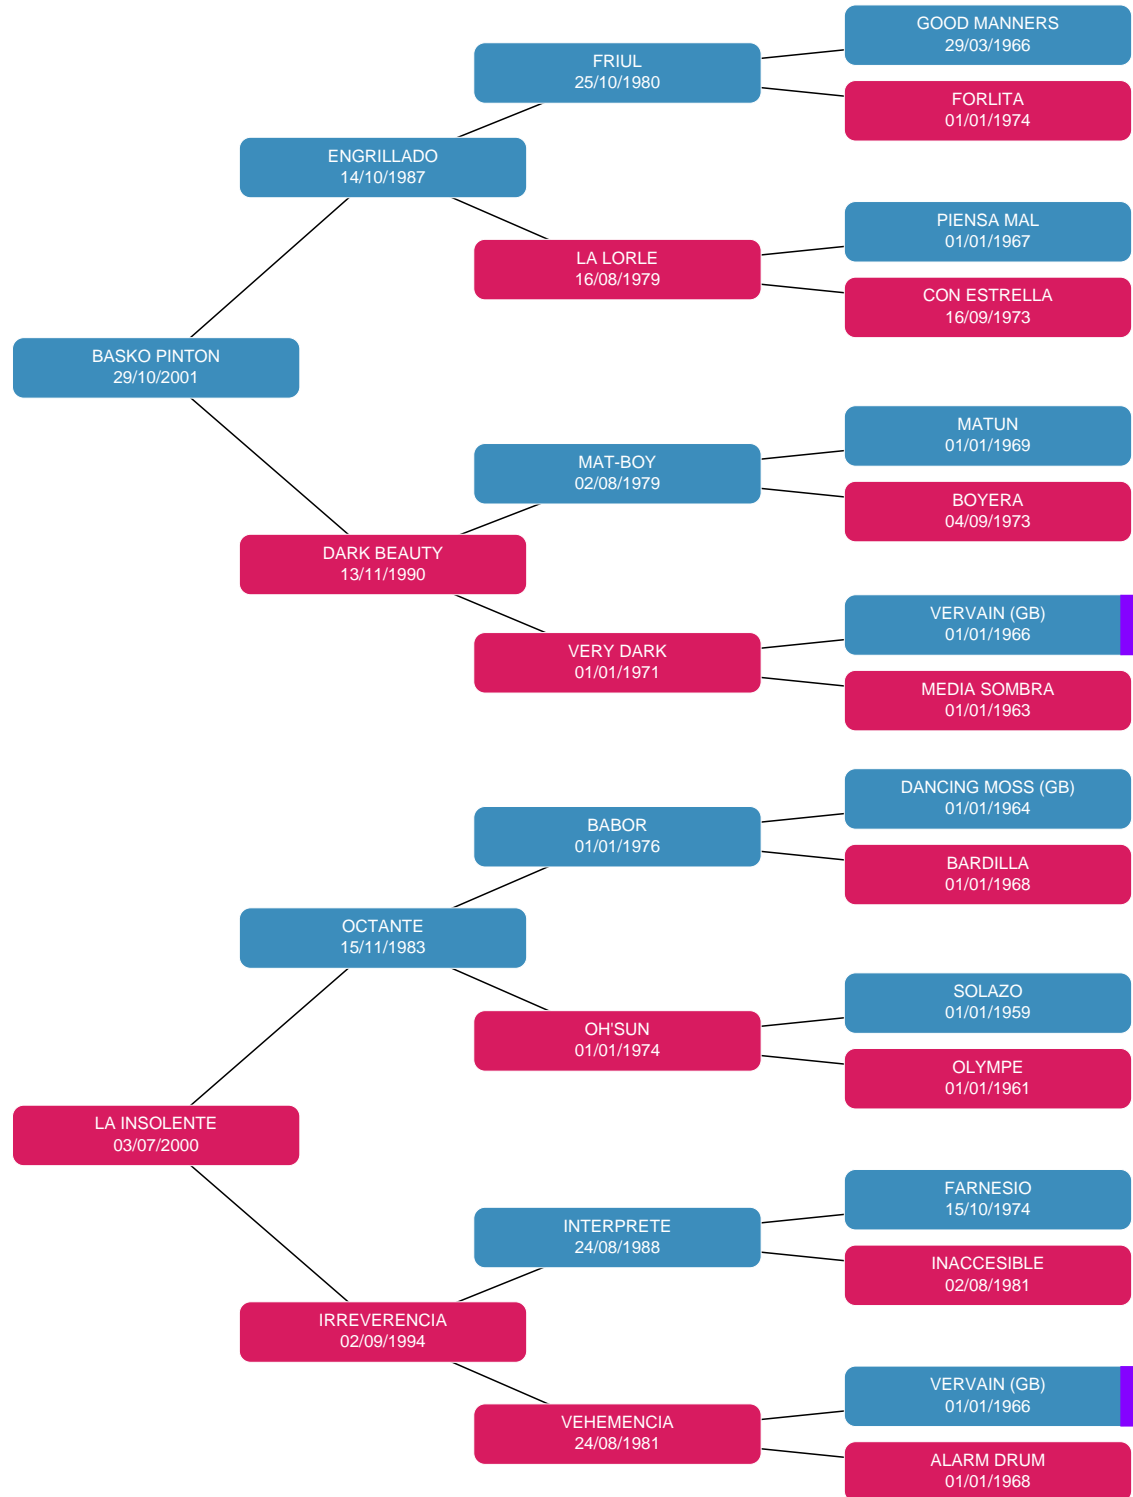 GOOD MANNERS
29/03/1966
FRIUL
25/10/1980
FORLITA
01/01/1974
ENGRILLADO
14/10/1987
PIENSA MAL
01/01/1967
LA LORLE
16/08/1979
CON ESTRELLA
16/09/1973
BASKO PINTON
29/10/2001
MATUN
01/01/1969
MAT-BOY
02/08/1979
BOYERA
04/09/1973
DARK BEAUTY
13/11/1990
VERVAIN (GB)
01/01/1966
VERY DARK
01/01/1971
MEDIA SOMBRA
01/01/1963
DANCING MOSS (GB)
01/01/1964
BABOR
01/01/1976
BARDILLA
01/01/1968
OCTANTE
15/11/1983
SOLAZO
01/01/1959
OH'SUN
01/01/1974
OLYMPE
01/01/1961
LA INSOLENTE
03/07/2000
FARNESIO
15/10/1974
INTERPRETE
24/08/1988
INACCESIBLE
02/08/1981
IRREVERENCIA
02/09/1994
VERVAIN (GB)
01/01/1966
VEHEMENCIA
24/08/1981
ALARM DRUM
01/01/1968